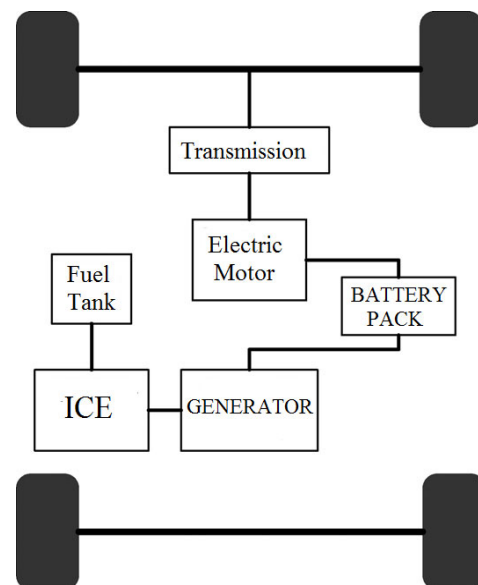 Transmission
Electric
Motor
Fuel
Tank
BATTERY
PACK
ICE
GENERATOR